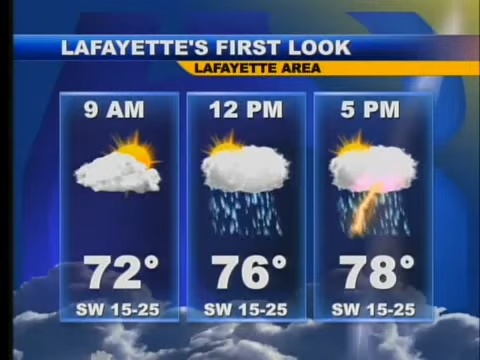 LAFAYETTE'S FIRST LOOK
LAFAYETTE AREA
9 AM 12 PM 5 PM
72° 76° 78°
SW 15-25 SW 15-25 SW 15-25